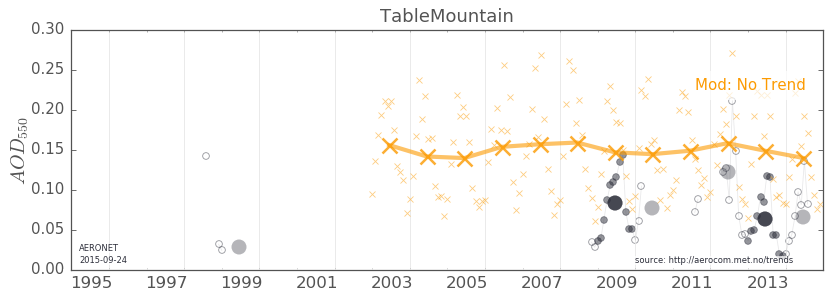 TableMountain
0.30
0.25
0.20
0.15
0.10
0.05
0.00
AOD550
Mod: No Trend
AERONET
2015-09-24
source: http://aerocom.met.no/trends
1995 1997 1999 2001 2003 2005 2007 2009 2011 2013